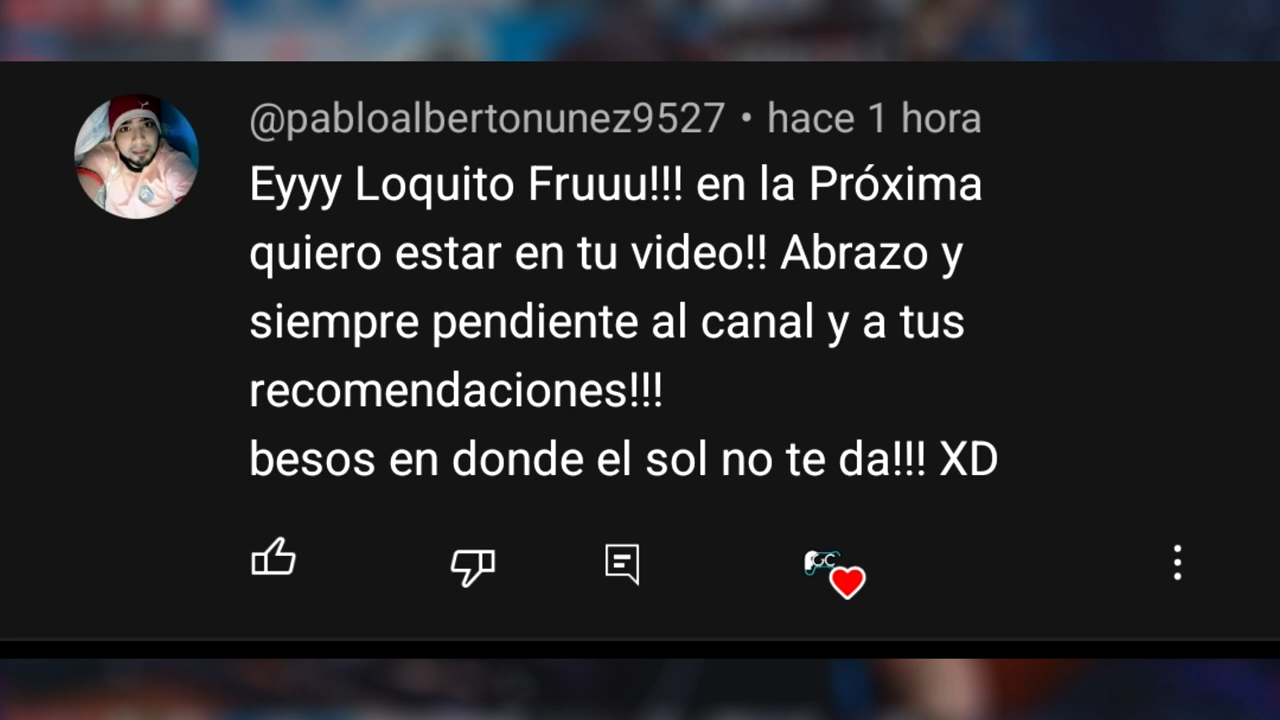 @pabloalbertonunez9527 • hace 1 hora
Eyyy Loquito Fruuu!!! en la Próxima
quiero estar en tu video!! Abrazo y
siempre pendiente al canal y a tus
recomendaciones!!!
besos en donde el sol no te da!!! XD
GC